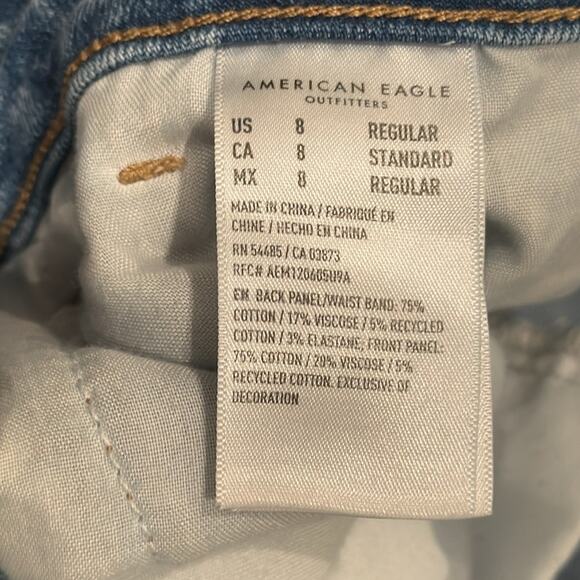 AMERICAN EAGLE
OUTFITTERS
US 8 REGULAR
CA 8 STANDARD
MX 8 REGULAR
MADE IN CHINA / FABRIQUÉ EN
CHINE / HECHO EN CHINA
RN 54485 / CA 03873
RFC# AEM120605U9A
EN: BACK PANEL/WAIST BAND: 75%
COTTON / 17% VISCOSE / 5% RECYCLED
COTTON / 3% ELASTANE. FRONT PANEL:
75% COTTON / 20% VISCOSE / 5%
RECYCLED COTTON. EXCLUSIVE OF
DECORATION